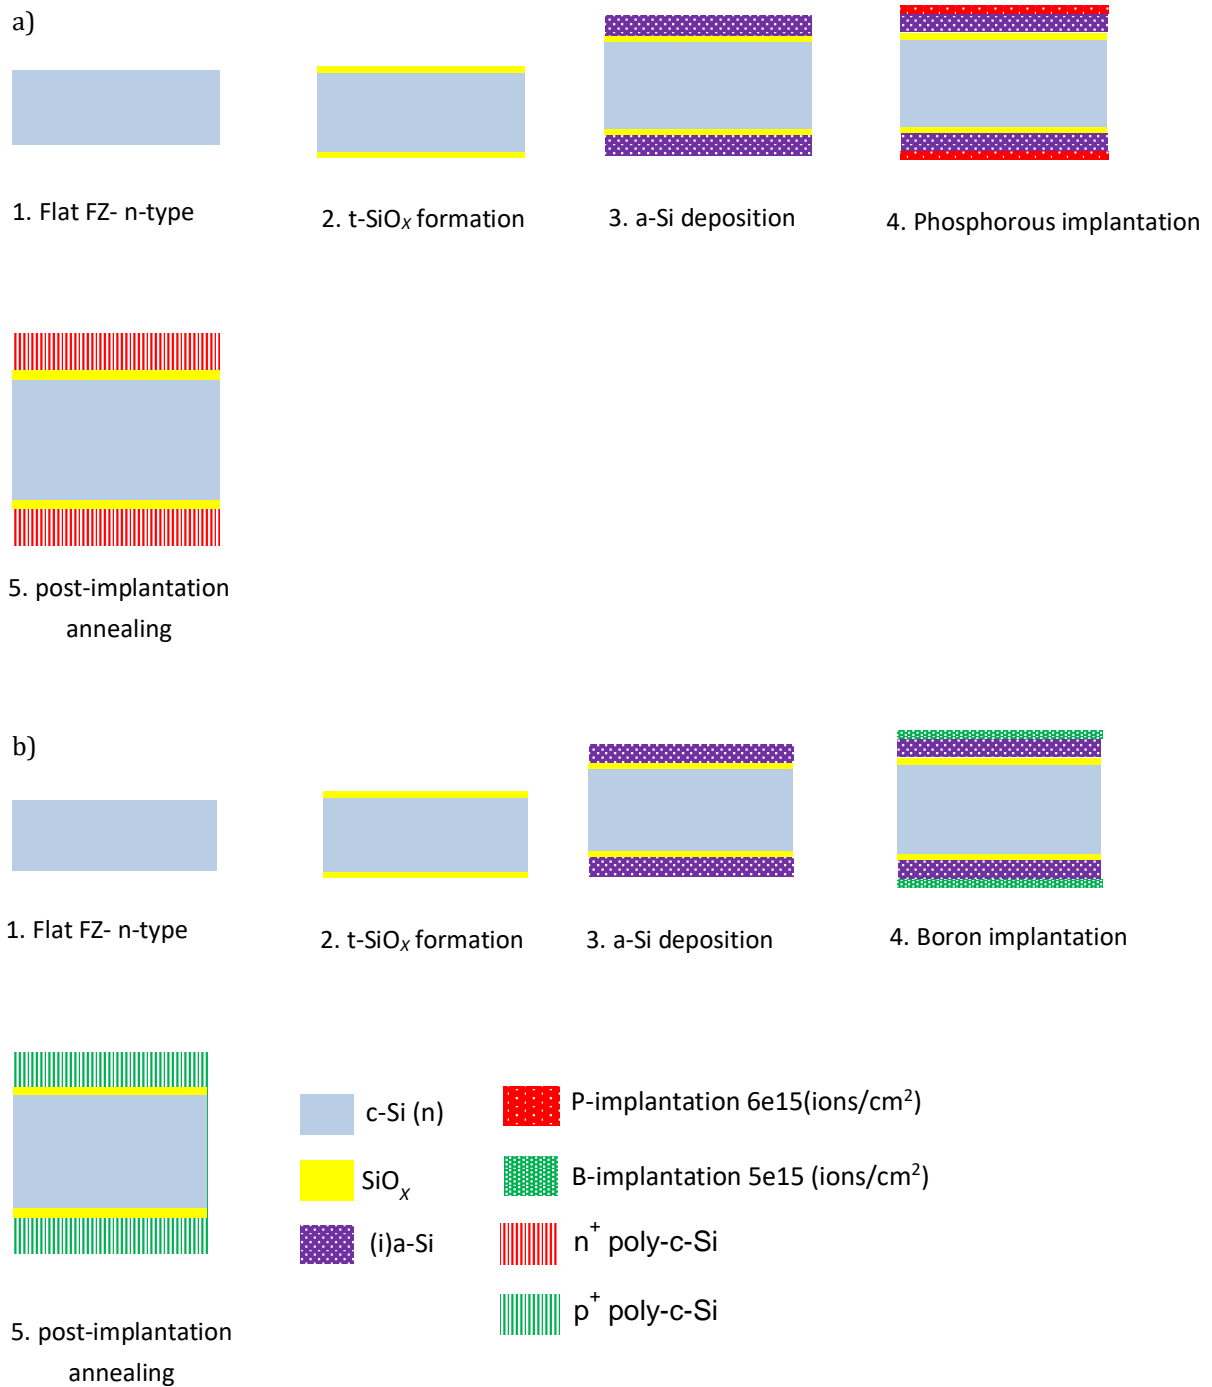 a)
1. Flat FZ- n-type
2. t-SiOx formation
3. a-Si deposition
4. Phosphorous implantation
5. post-implantation
annealing
b)
1. Flat FZ- n-type
2. t-SiOx formation
3. a-Si deposition
4. Boron implantation
5. post-implantation
annealing
c-Si (n)
SiOx
(i)a-Si
P-implantation 6e15(ions/cm²)
B-implantation 5e15 (ions/cm²)
n⁺ poly-c-Si
p⁺ poly-c-Si